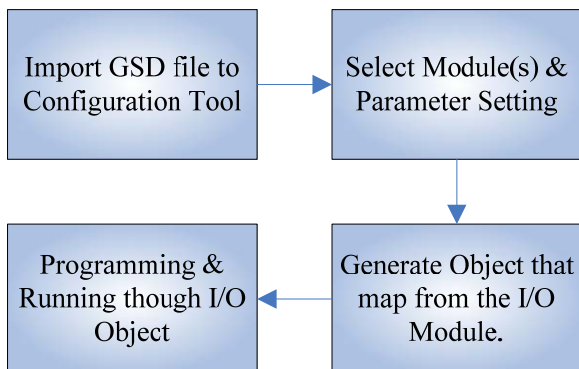 Import GSD file to
Configuration Tool
Select Module(s) &
Parameter Setting
Generate Object that
map from the I/O
Module.
Programming &
Running though I/O
Object